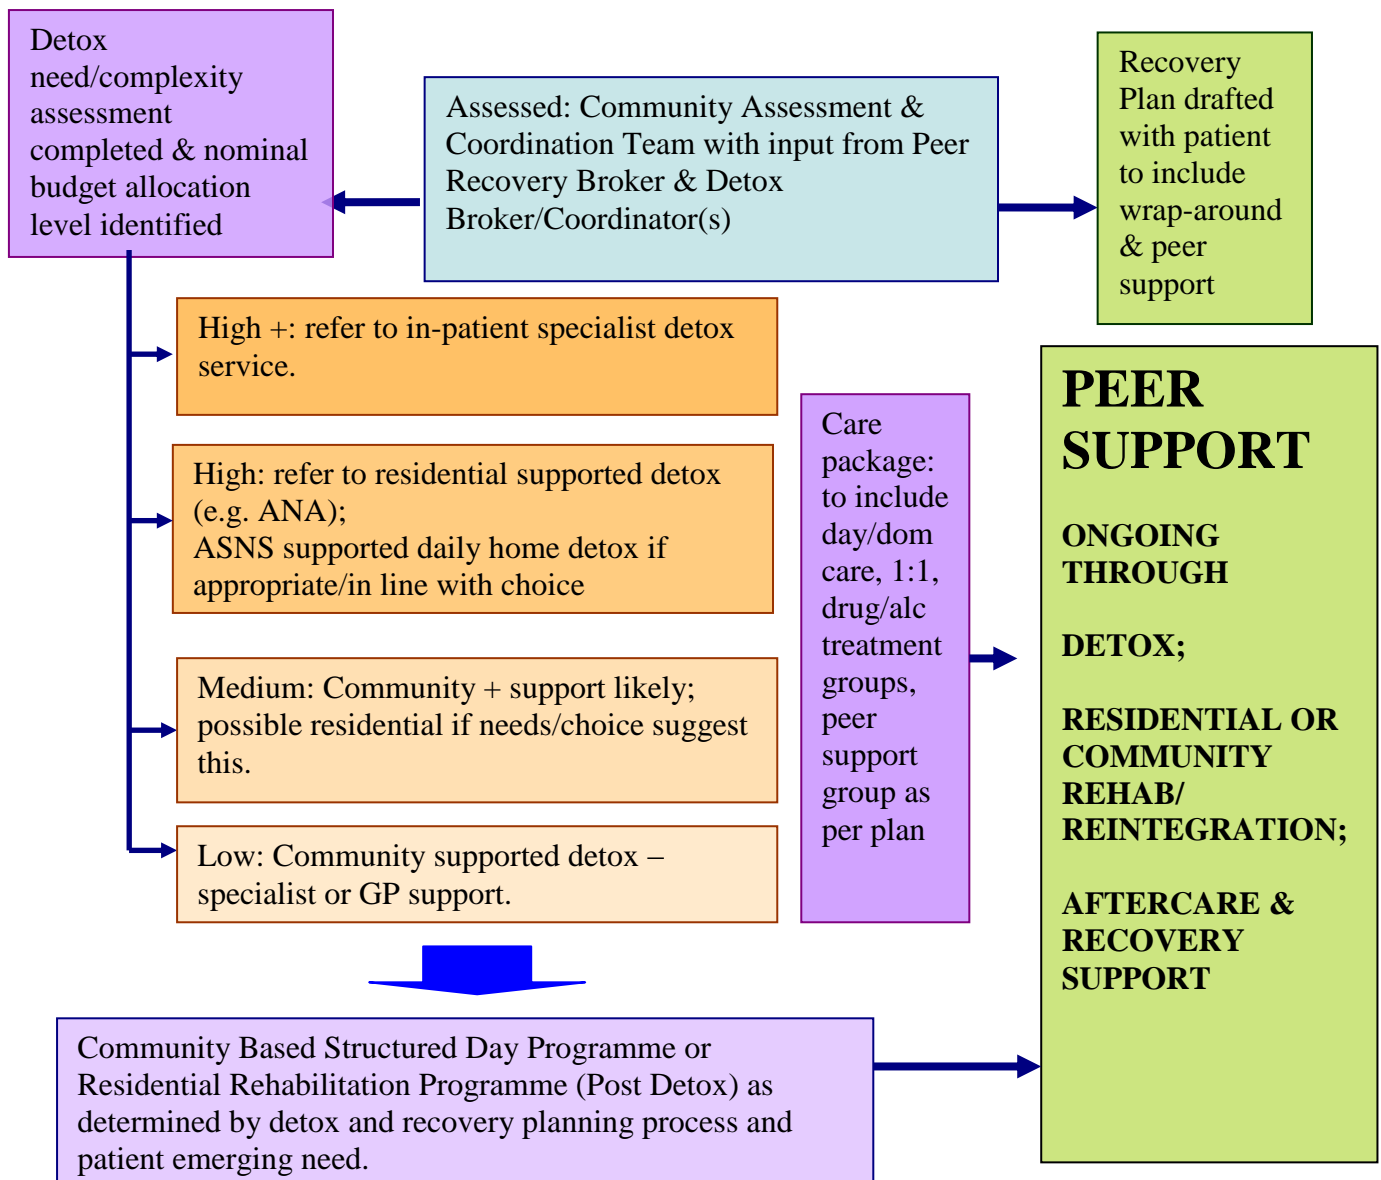 Detox
need/complexity
assessment
completed & nominal
budget allocation
level identified
Assessed: Community Assessment &
Coordination Team with input from Peer
Recovery Broker & Detox
Broker/Coordinator(s)
Recovery
Plan drafted
with patient
to include
wrap-around
& peer
support
High +: refer to in-patient specialist detox
service.
High: refer to residential supported detox
(e.g. ANA);
ASNS supported daily home detox if
appropriate/in line with choice
Medium: Community + support likely;
possible residential if needs/choice suggest
this.
Low: Community supported detox –
specialist or GP support.
Care
package:
to include
day/dom
care, 1:1,
drug/alc
treatment
groups,
peer
support
group as
per plan
PEER
SUPPORT
ONGOING
THROUGH
DETOX;
RESIDENTIAL OR
COMMUNITY
REHAB/
REINTEGRATION;
AFTERCARE &
RECOVERY
SUPPORT
Community Based Structured Day Programme or
Residential Rehabilitation Programme (Post Detox) as
determined by detox and recovery planning process and
patient emerging need.